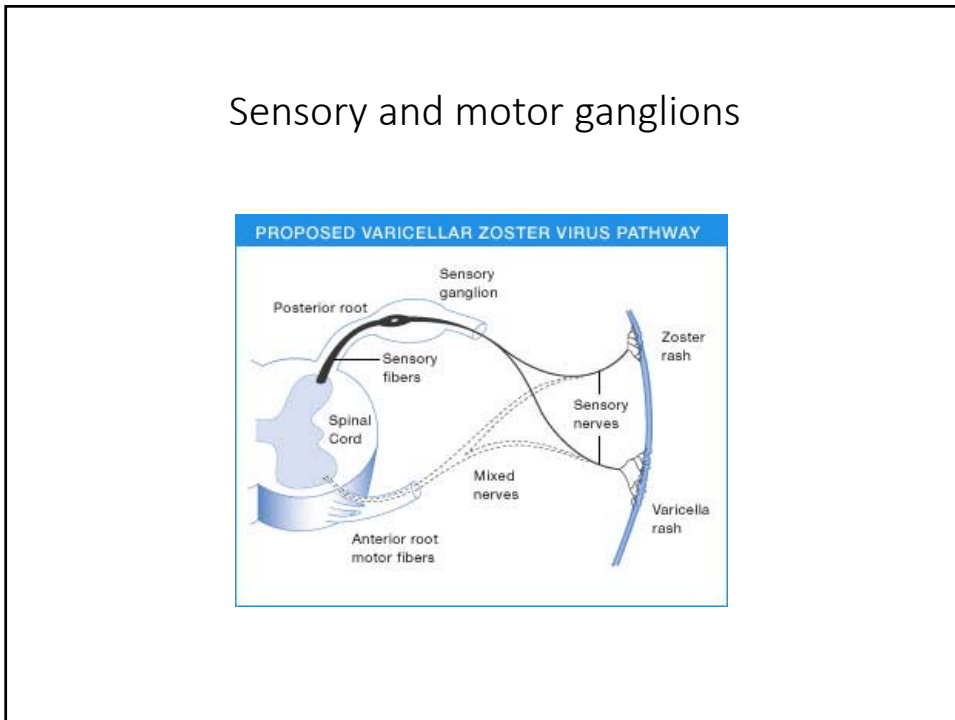 Sensory and motor ganglions
PROPOSED VARICELLAR ZOSTER VIRUS PATHWAY
Sensory
ganglion
Posterior root
Zoster
rash
Sensory
fibers
Sensory
nerves
Spinal
Cord
Mixed
nerves
Varicella
rash
Anterior root
motor fibers